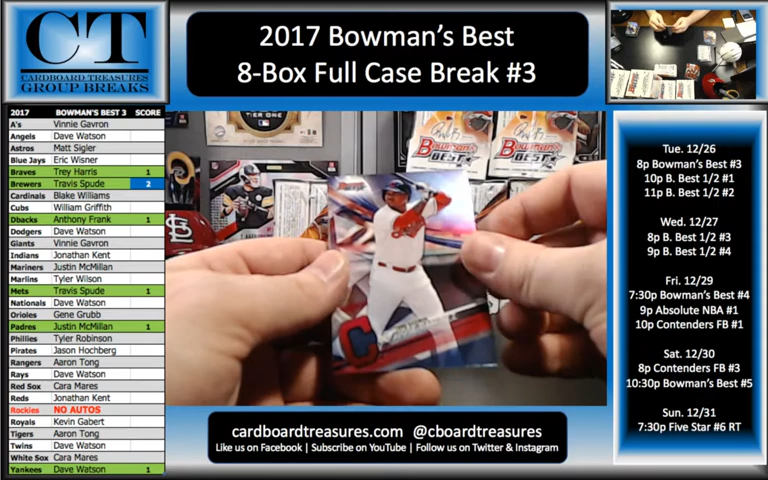 CT
CARDBOARD TREASURES
GROUP BREAKS
2017 Bowman's Best
8-Box Full Case Break #3
2017 BOWMAN'S BEST 3 SCORE
A's Vinnie Gavron
Angels Dave Watson
Astros Matt Sigler
Blue Jays Eric Wisner
Braves Trey Harris 1
Brewers Travis Spude 2
Cardinals Blake Williams
Cubs William Griffith
Dbacks Anthony Frank 1
Dodgers Dave Watson
Giants Vinnie Gavron
Indians Jonathan Kent
Mariners Justin McMillan
Marlins Tyler Wilson
Mets Travis Spude 1
Nationals Dave Watson
Orioles Gene Grubb
Padres Justin McMillan 1
Phillies Tyler Robinson
Pirates Jason Hochberg
Rangers Aaron Tong
Rays Dave Watson
Red Sox Cara Mares
Reds Jonathan Kent
Rockies NO AUTOS
Royals Kevin Gabert
Tigers Aaron Tong
Twins Dave Watson
White Sox Cara Mares
Yankees Dave Watson 1
TIER ONE
Bowman's
BEST
Bowman's
BEST
C
Tue. 12/26
8p Bowman's Best #3
10p B. Best 1/2 #1
11p B. Best 1/2 #2
Wed. 12/27
8p B. Best 1/2 #3
9p B. Best 1/2 #4
Fri. 12/29
7:30p Bowman's Best #4
9p Absolute NBA #1
10p Contenders FB #1
Sat. 12/30
8p Contenders FB #3
10:30p Bowman's Best #5
Sun. 12/31
7:30p Five Star #6 RT
cardboardtreasures.com @cboardtreasures
Like us on Facebook | Subscribe on YouTube | Follow us on Twitter & Instagram